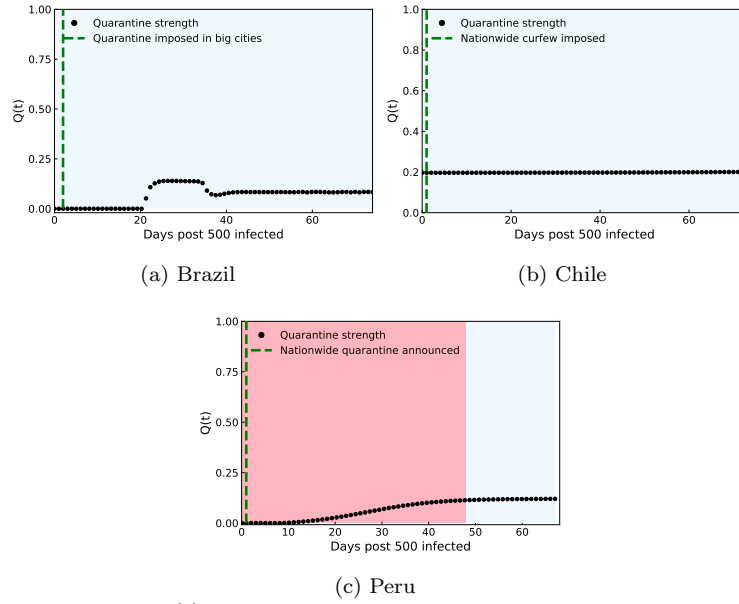 1.00
0.75
0.50
0.25
0.00
Q(t)
Quarantine strength
Quarantine imposed in big cities
0 20 40 60
Days post 500 infected
(a) Brazil
1.0
0.8
0.6
0.4
0.2
0.0
Q(t)
Quarantine strength
Nationwide curfew imposed
0 20 40 60
Days post 500 infected
(b) Chile
1.00
0.75
0.50
0.25
0.00
Q(t)
Quarantine strength
Nationwide quarantine announced
0 10 20 30 40 50 60
Days post 500 infected
(c) Peru